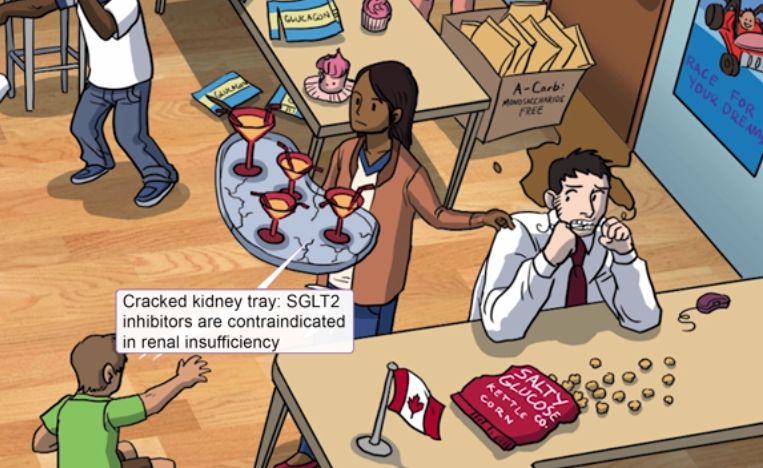 GLUCAGON
GLUCAGON
A-Carb:
MONOSACCHARIDE
FREE
RACE FOR
YOUR DREAMS
Cracked kidney tray: SGLT2
inhibitors are contraindicated
in renal insufficiency
SALTY
GLUCOSE
KETTLE CO.
CORN